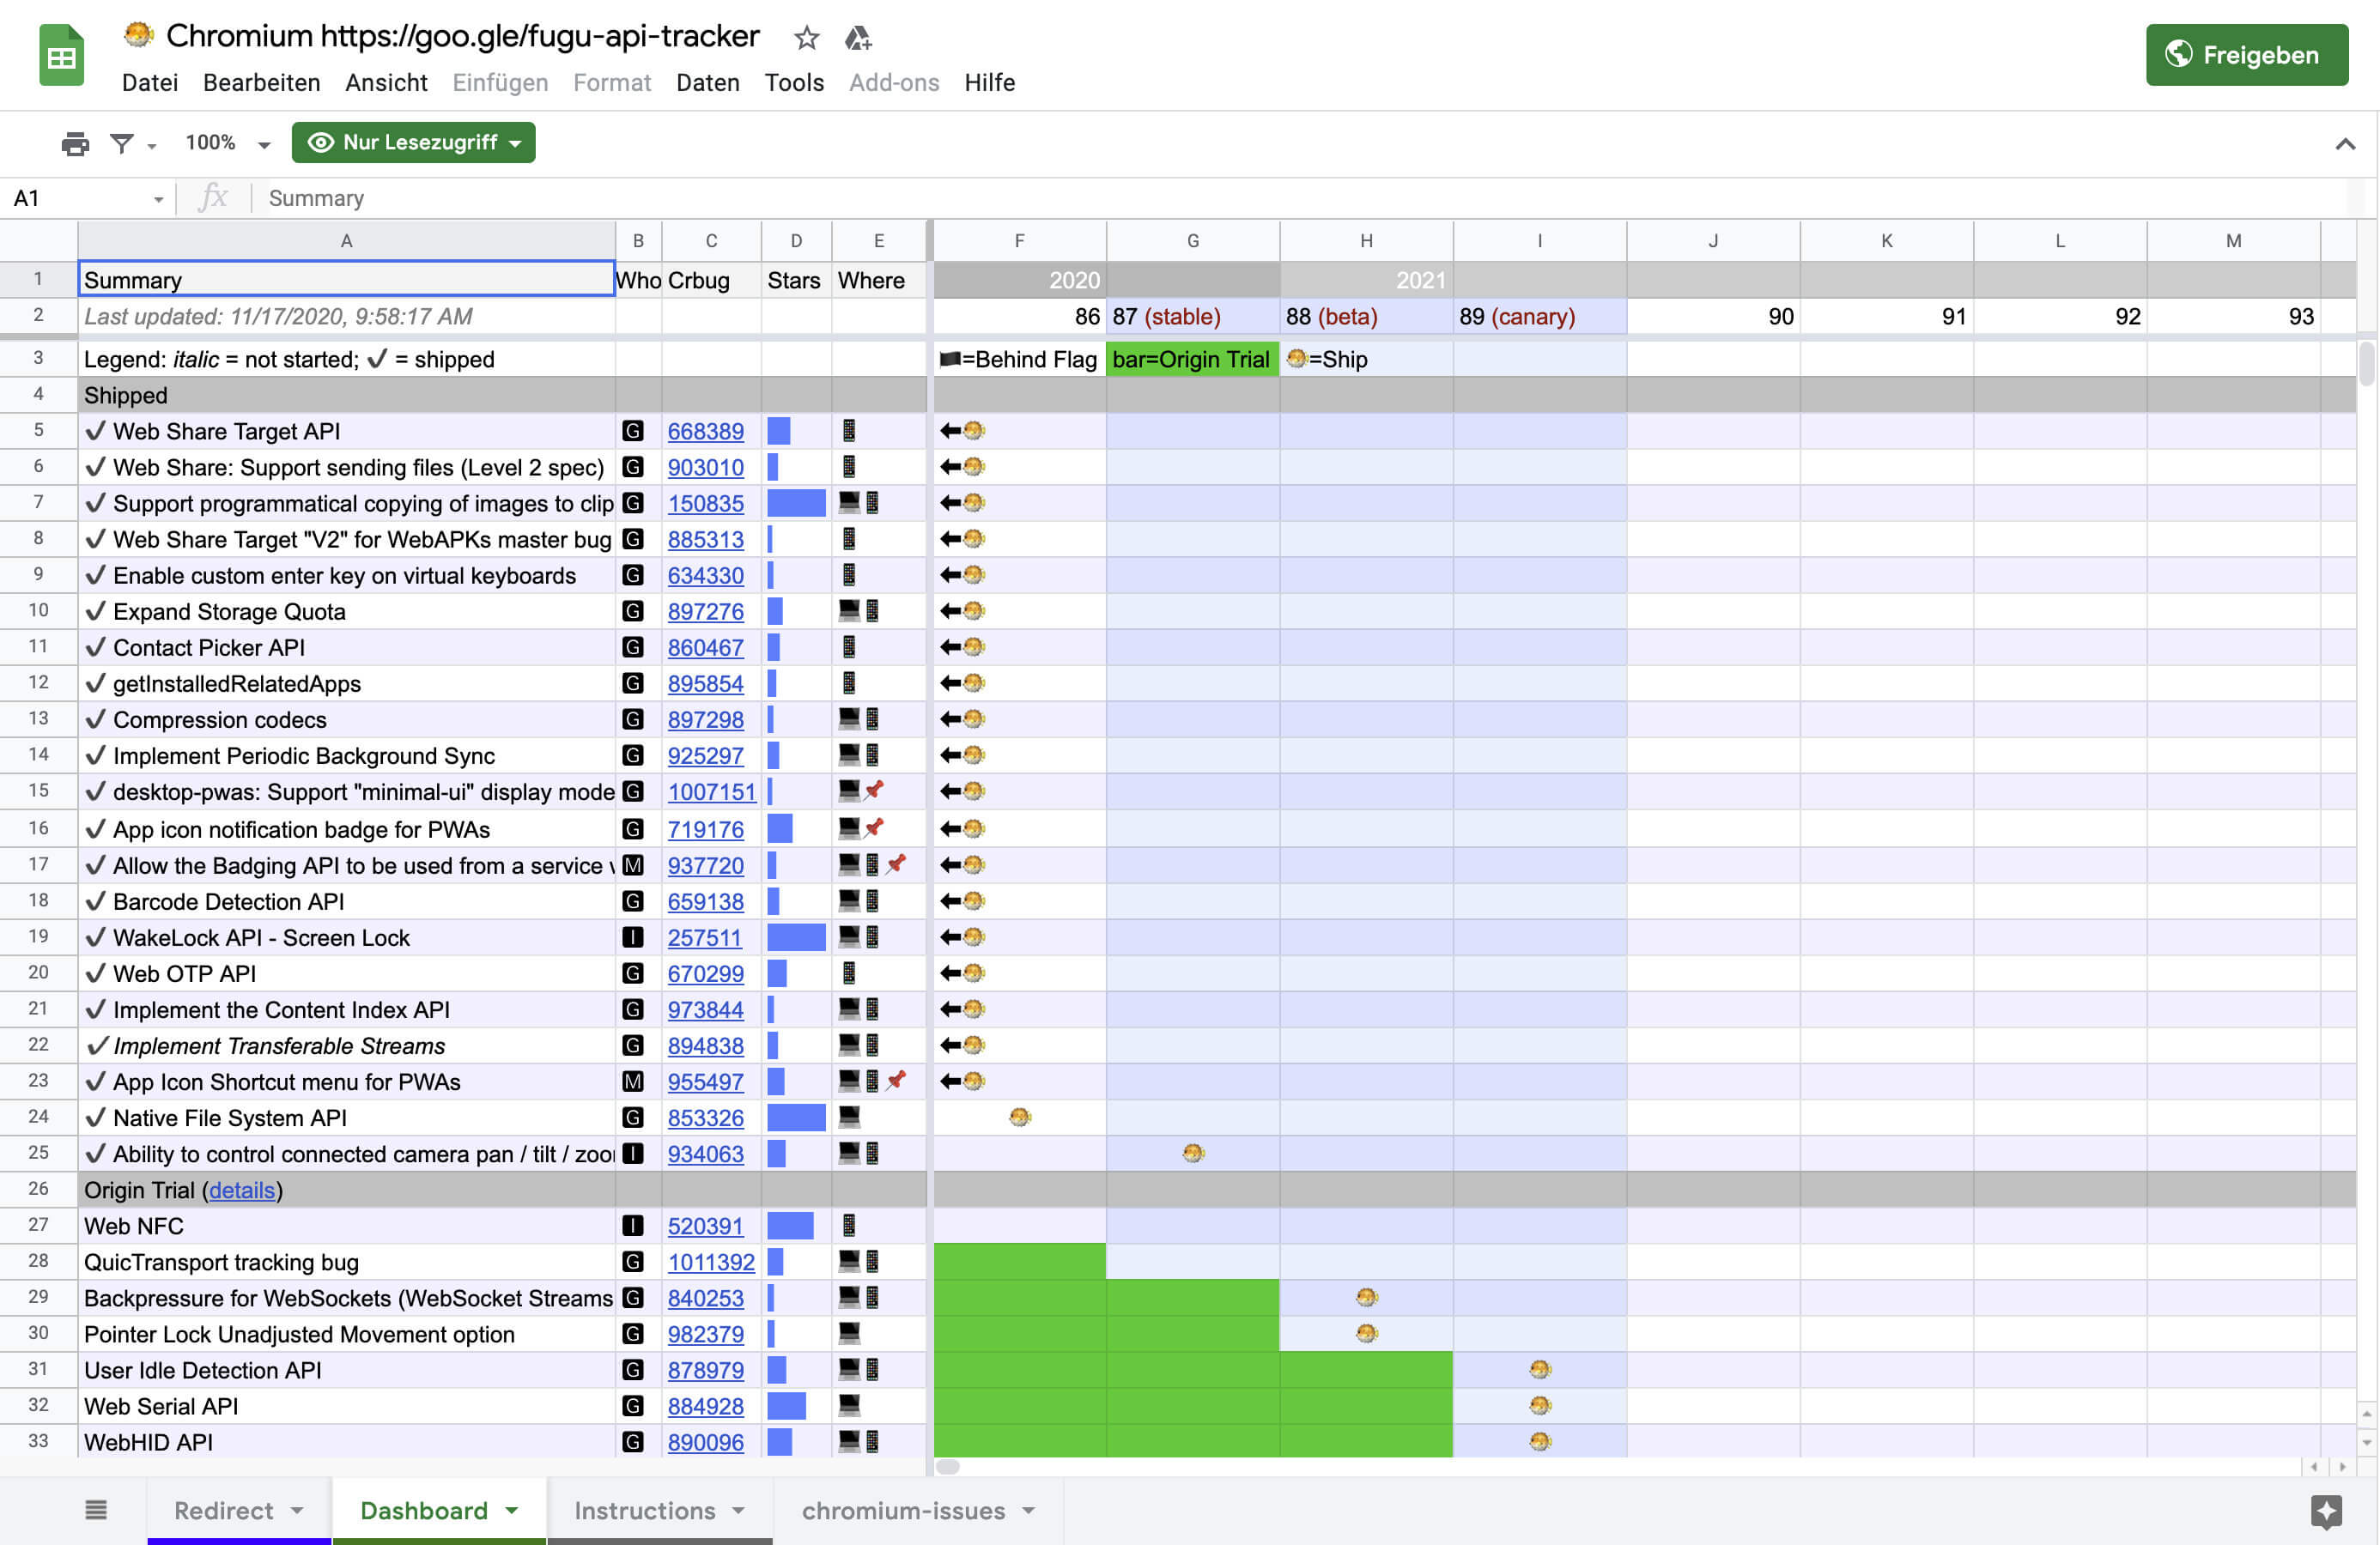 🐡 Chromium https://goo.gle/fugu-api-tracker
Datei Bearbeiten Ansicht Einfügen Format Daten Tools Add-ons Hilfe
Freigeben
100% Nur Lesezugriff
A1 fx Summary
A B C D E F G H I J K L M
1 Summary Who Crbug Stars Where 2020 2021
2 Last updated: 11/17/2020, 9:58:17 AM 86 87 (stable) 88 (beta) 89 (canary) 90 91 92 93
3 Legend: italic = not started; ✔ = shipped 🏴=Behind Flag bar=Origin Trial 🐡=Ship
4 Shipped
5 ✔ Web Share Target API G 668389
6 ✔ Web Share: Support sending files (Level 2 spec) G 903010
7 ✔ Support programmatical copying of images to clip G 150835
8 ✔ Web Share Target "V2" for WebAPKs master bug G 885313
9 ✔ Enable custom enter key on virtual keyboards G 634330
10 ✔ Expand Storage Quota G 897276
11 ✔ Contact Picker API G 860467
12 ✔ getInstalledRelatedApps G 895854
13 ✔ Compression codecs G 897298
14 ✔ Implement Periodic Background Sync G 925297
15 ✔ desktop-pwas: Support "minimal-ui" display mode G 1007151
16 ✔ App icon notification badge for PWAs G 719176
17 ✔ Allow the Badging API to be used from a service M 937720
18 ✔ Barcode Detection API G 659138
19 ✔ WakeLock API - Screen Lock I 257511
20 ✔ Web OTP API G 670299
21 ✔ Implement the Content Index API G 973844
22 ✔ Implement Transferable Streams G 894838
23 ✔ App Icon Shortcut menu for PWAs M 955497
24 ✔ Native File System API G 853326
25 ✔ Ability to control connected camera pan / tilt / zoo I 934063
26 Origin Trial (details)
27 Web NFC I 520391
28 QuicTransport tracking bug G 1011392
29 Backpressure for WebSockets (WebSocket Streams G 840253
30 Pointer Lock Unadjusted Movement option G 982379
31 User Idle Detection API G 878979
32 Web Serial API G 884928
33 WebHID API G 890096
Redirect Dashboard Instructions chromium-issues